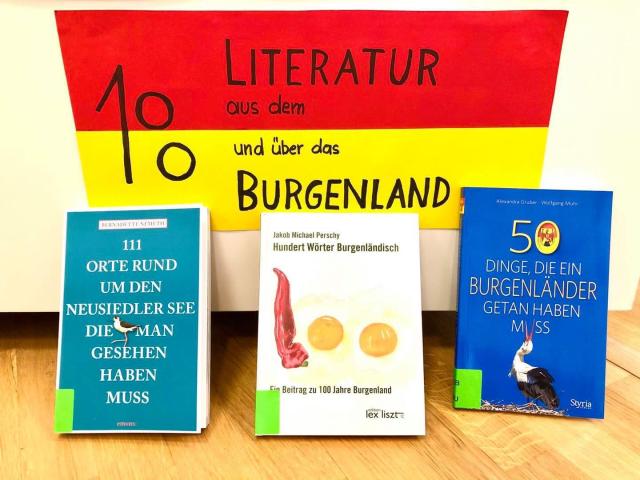 100
LITERATUR
aus dem
und über das
BURGENLAND
BERNADETTE NÉMETH
111
ORTE RUND
UM DEN
NEUSIEDLER SEE
DIE MAN
GESEHEN
HABEN
MUSS
emons:
Jakob Michael Perschy
Hundert Wörter Burgenländisch
Ein Beitrag zu 100 Jahre Burgenland
lex liszt
Alexandra Gruber · Wolfgang Muhr
50
DINGE, DIE EIN
BURGENLÄNDER
GETAN HABEN
MUSS
Styria